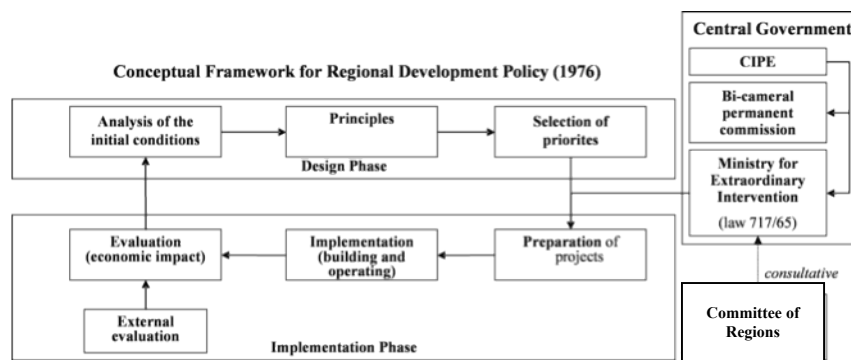 Central Government
CIPE
Conceptual Framework for Regional Development Policy (1976)
Bi-cameral
permanent
commission
Analysis of the
initial conditions
Principles
Selection of
priorites
Design Phase
Ministry for
Extraordinary
Intervention
(law 717/65)
Evaluation
(economic impact)
Implementation
(building and
operating)
Preparation of
projects
consultative
External
evaluation
Committee of
Regions
Implementation Phase